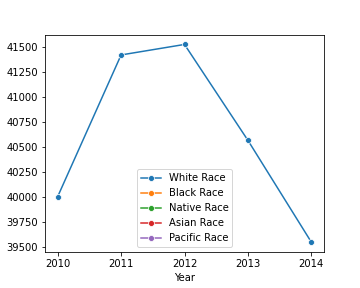 41500
41250
41000
40750
40500
40250
40000
39750
39500
White Race
Black Race
Native Race
Asian Race
Pacific Race
2010 2011 2012 2013 2014
Year